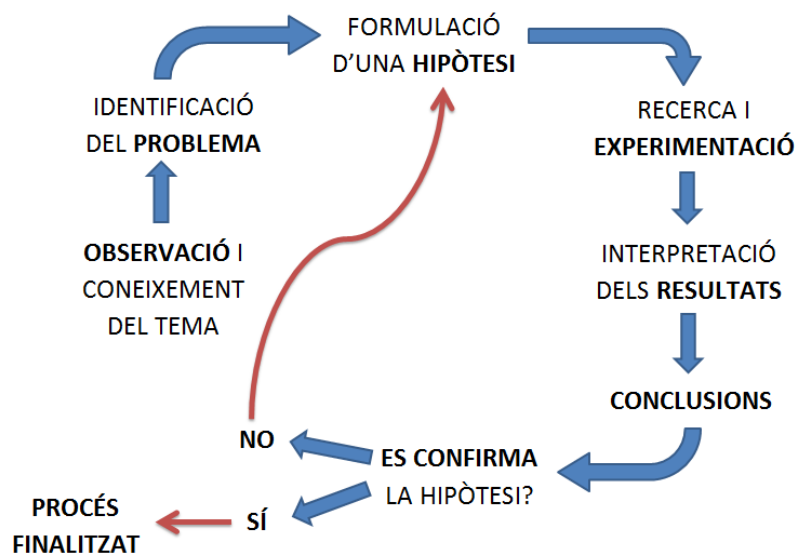 OBSERVACIÓ I
CONEIXEMENT
DEL TEMA
IDENTIFICACIÓ
DEL PROBLEMA
FORMULACIÓ
D’UNA HIPÒTESI
RECERCA I
EXPERIMENTACIÓ
INTERPRETACIÓ
DELS RESULTATS
CONCLUSIONS
ES CONFIRMA
LA HIPÒTESI?
NO
SÍ
PROCÉS
FINALITZAT